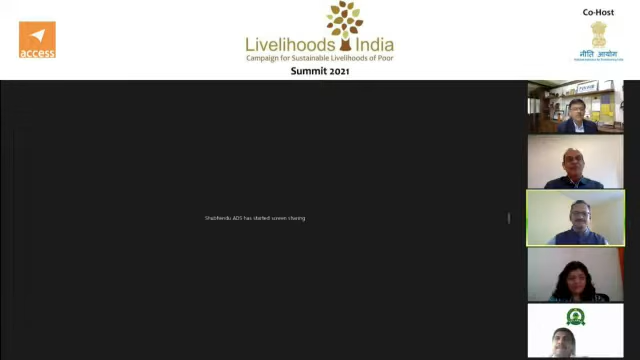 access
Livelihoods India
Campaign for Sustainable Livelihoods of Poor
Summit 2021
Co-Host
नीति आयोग
Shubhendu ADS has started screen sharing